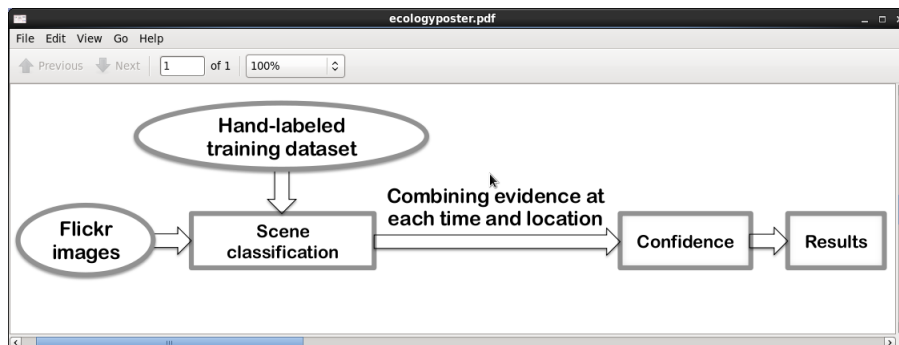 ecologyposter.pdf
File Edit View Go Help
Previous Next 1 of 1 100%
Hand-labeled
training dataset
Combining evidence at
each time and location
Flickr
images
Scene
classification
Confidence
Results